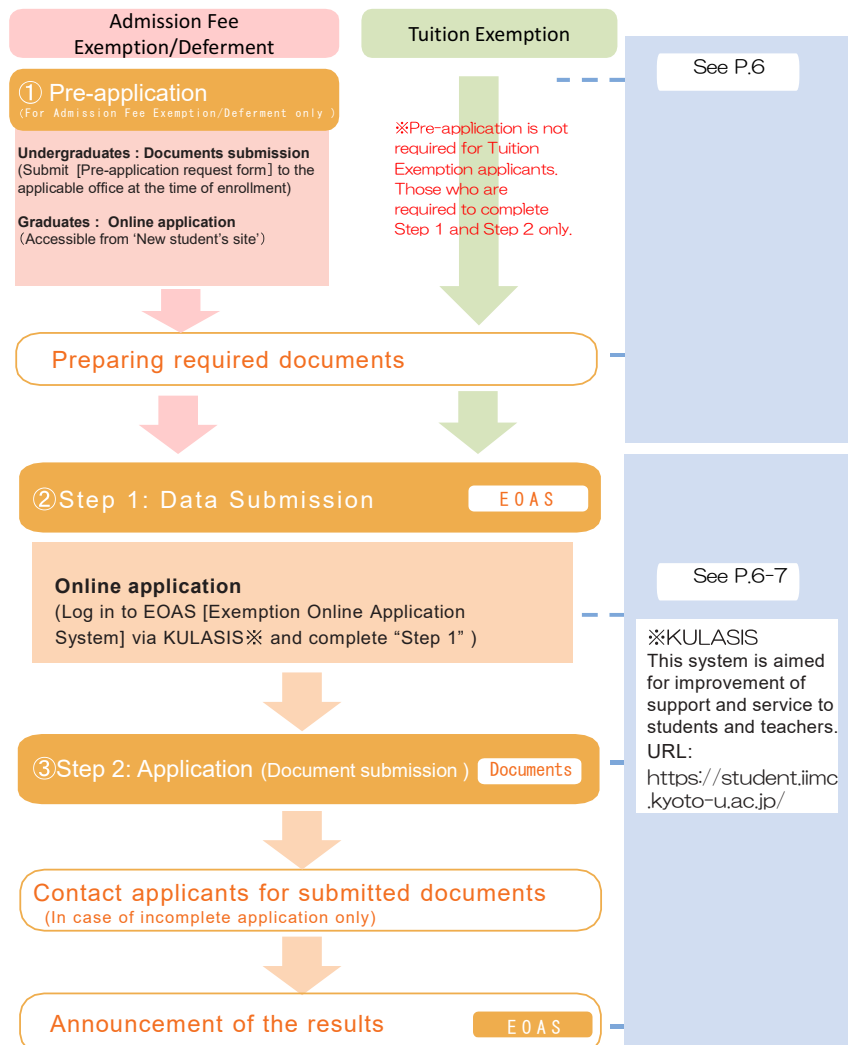 Admission Fee
Exemption/Deferment
Tuition Exemption
① Pre-application
(For Admission Fee Exemption/Deferment only )
Undergraduates : Documents submission
(Submit [Pre-application request form] to the
applicable office at the time of enrollment)
Graduates : Online application
(Accessible from ‘New student’s site’)
※Pre-application is not
required for Tuition
Exemption applicants.
Those who are
required to complete
Step 1 and Step 2 only.
See P.6
Preparing required documents
②Step 1: Data Submission
EOAS
Online application
(Log in to EOAS [Exemption Online Application
System] via KULASIS※ and complete “Step 1” )
See P.6-7
※KULASIS
This system is aimed
for improvement of
support and service to
students and teachers.
URL:
https://student.iimc
.kyoto-u.ac.jp/
③Step 2: Application (Document submission )
Documents
Contact applicants for submitted documents
(In case of incomplete application only)
Announcement of the results
EOAS